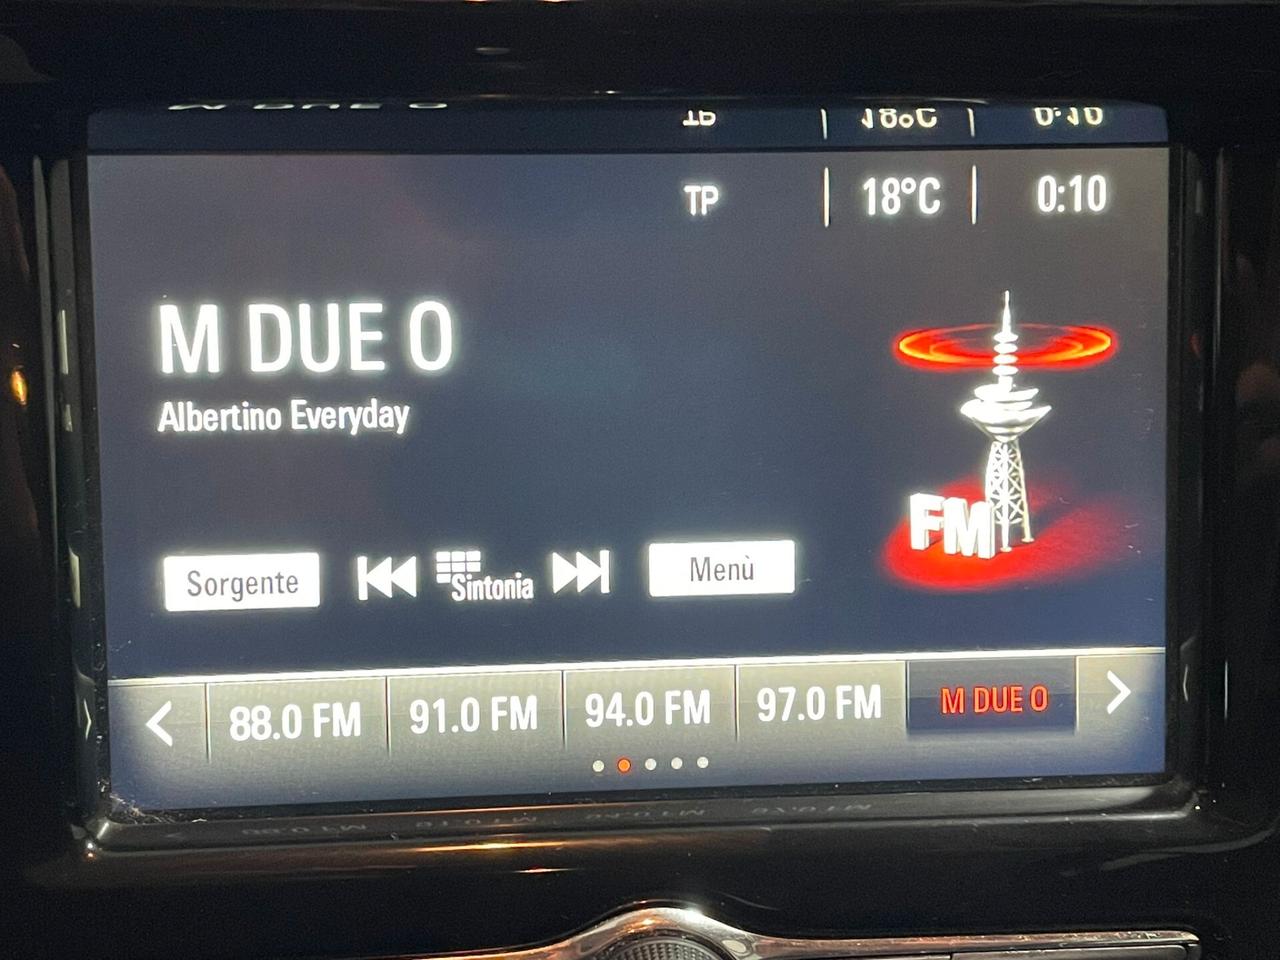 TP 18°C 0:10
M DUE O
Albertino Everyday
FM
Sorgente Sintonia Menù
88.0 FM 91.0 FM 94.0 FM 97.0 FM M DUE O